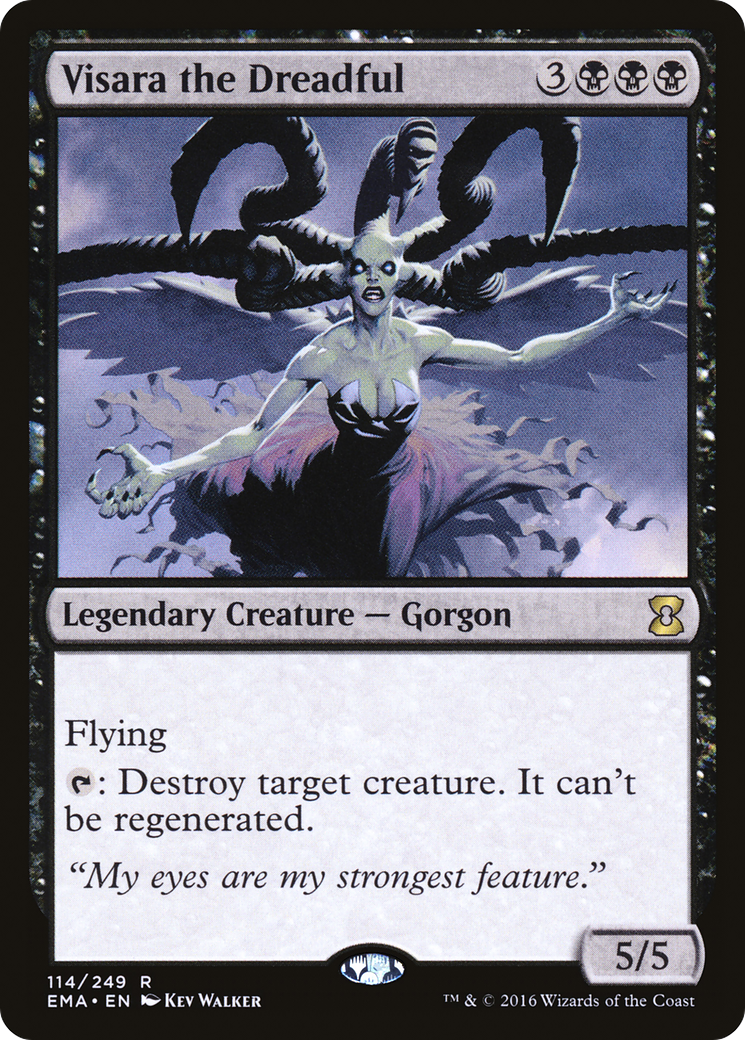 Visara the Dreadful 3
Legendary Creature — Gorgon
Flying
: Destroy target creature. It can't
be regenerated.
“My eyes are my strongest feature.”
5/5
114/249 R
EMA • EN Kev Walker
™ & © 2016 Wizards of the Coast